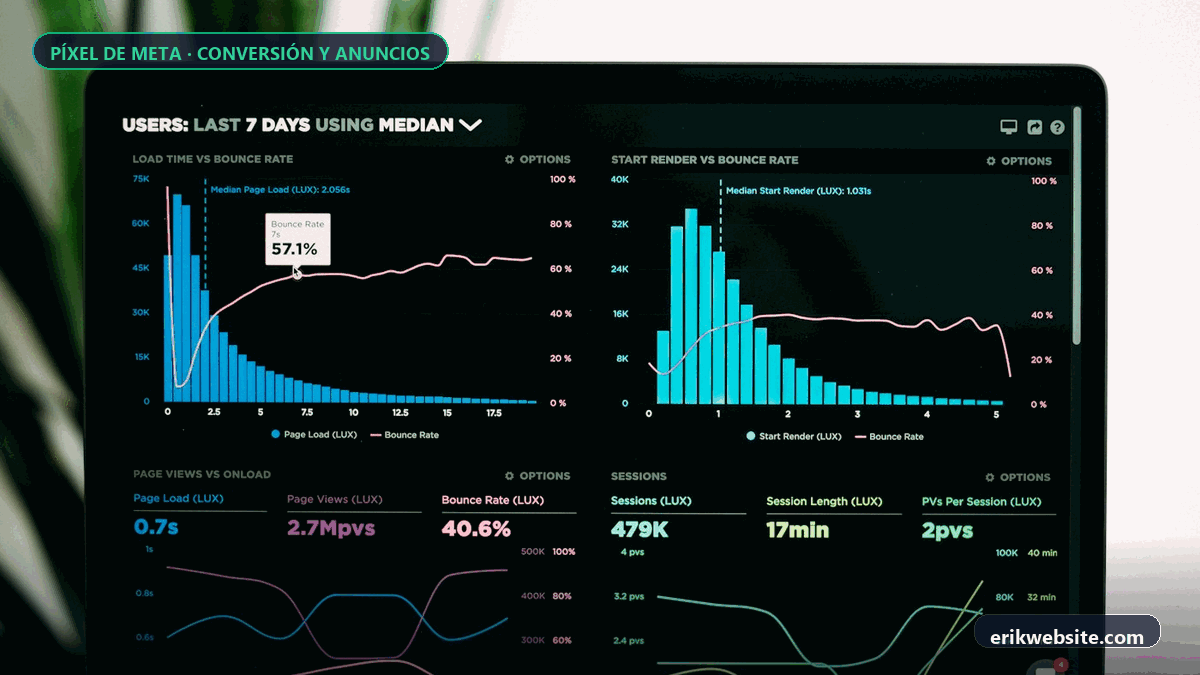 PÍXEL DE META · CONVERSIÓN Y ANUNCIOS
USERS: LAST 7 DAYS USING MEDIAN
LOAD TIME VS BOUNCE RATE
OPTIONS
75K
60K
45K
30K
15K
0
100 %
80 %
60 %
40 %
20 %
0 %
Median Page Load (LUX): 2.056s
Bounce Rate
7s
57.1%
0 2.5 5 7.5 10 12.5 15 17.5
Page Load (LUX) Bounce Rate
START RENDER VS BOUNCE RATE
OPTIONS
40K
32K
24K
16K
8K
0
100 %
80 %
60 %
40 %
20 %
0 %
Median Start Render (LUX): 1.031s
0 1 2 3 4 5
Start Render (LUX) Bounce Rate
PAGE VIEWS VS ONLOAD
OPTIONS
Page Load (LUX)
0.7s
Page Views (LUX)
2.7Mpvs
Bounce Rate (LUX)
40.6%
1s
0.8s
0.6s
500K 100%
400K 80%
300K 60%
SESSIONS
OPTIONS
Sessions (LUX)
479K
Session Length (LUX)
17min
PVs Per Session (LUX)
2pvs
4 pvs
3.2 pvs
2.4 pvs
100K 40 min
80K 32 min
4
erikwebsite.com